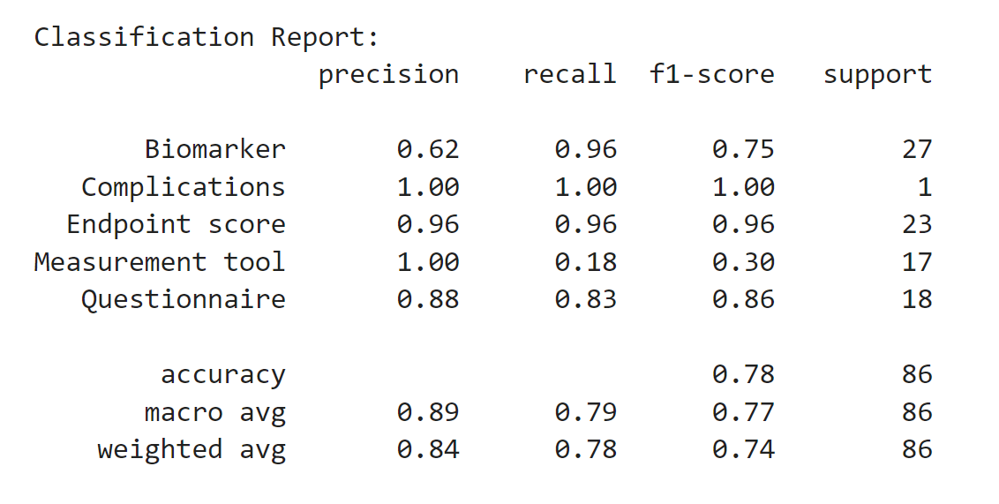 Classification Report:
precision recall f1-score support
Biomarker 0.62 0.96 0.75 27
Complications 1.00 1.00 1.00 1
Endpoint score 0.96 0.96 0.96 23
Measurement tool 1.00 0.18 0.30 17
Questionnaire 0.88 0.83 0.86 18
accuracy 0.78 86
macro avg 0.89 0.79 0.77 86
weighted avg 0.84 0.78 0.74 86